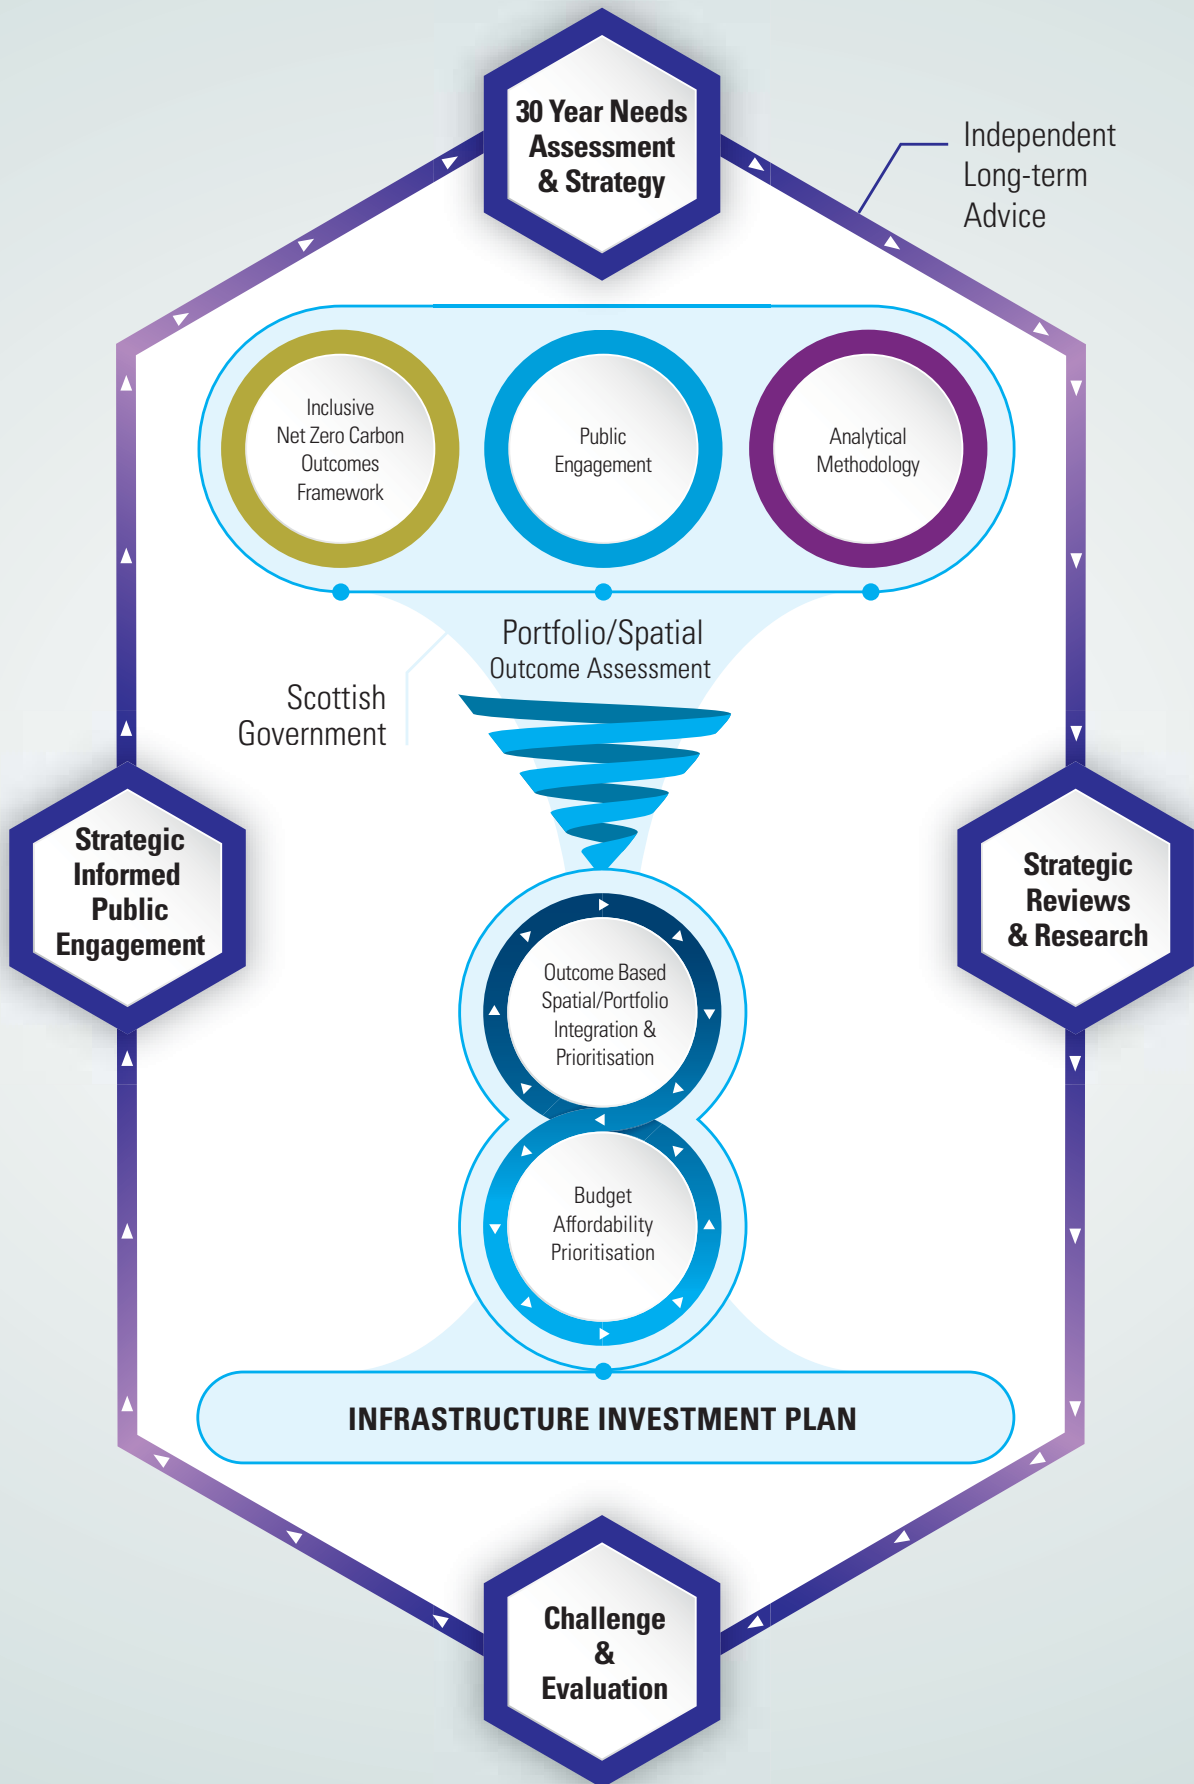 30 Year Needs
Assessment
& Strategy
Independent
Long-term
Advice
Inclusive
Net Zero Carbon
Outcomes
Framework
Public
Engagement
Analytical
Methodology
Portfolio/Spatial
Outcome Assessment
Scottish
Government
Strategic
Informed
Public
Engagement
Strategic
Reviews
& Research
Outcome Based
Spatial/Portfolio
Integration &
Prioritisation
Budget
Affordability
Prioritisation
INFRASTRUCTURE INVESTMENT PLAN
Challenge
&
Evaluation